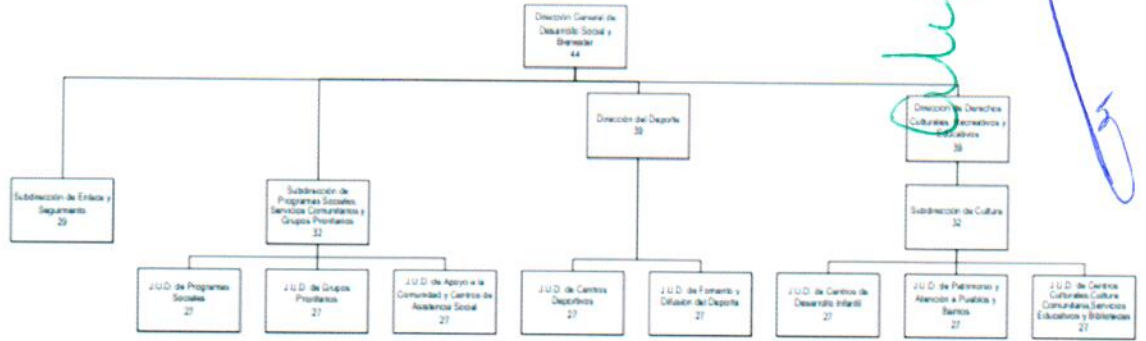 Dirección General de
Desarrollo Social y
Bienestar
44
Dirección del Deporte
39
Dirección de Derechos
Culturales, Recreativos y
Educativos
39
Subdirección de Enlace y
Seguimiento
29
Subdirección de
Programas Sociales,
Servicios Comunitarios y
Grupos Prioritarios
32
Subdirección de Cultura
32
J.U.D. de Programas
Sociales
27
J.U.D. de Grupos
Prioritarios
27
J.U.D. de Apoyo a la
Comunidad y Centros de
Asistencia Social
27
J.U.D. de Centros
Deportivos
27
J.U.D. de Fomento y
Difusión del Deporte
27
J.U.D. de Centros de
Desarrollo Infantil
27
J.U.D. de Patrimonio y
Atención a Pueblos y
Barrios
27
J.U.D. de Centros
Culturales, Cultura
Comunitaria, Servicios
Educativos y Bibliotecas
27